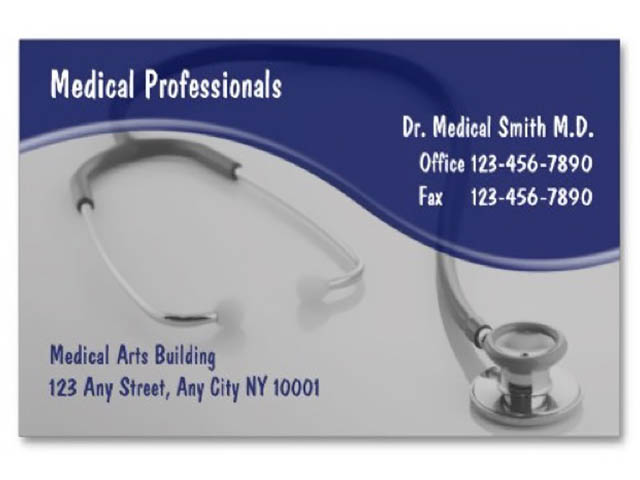 Medical Professionals
Dr. Medical Smith M.D.
Office 123-456-7890
Fax 123-456-7890
Medical Arts Building
123 Any Street, Any City NY 10001